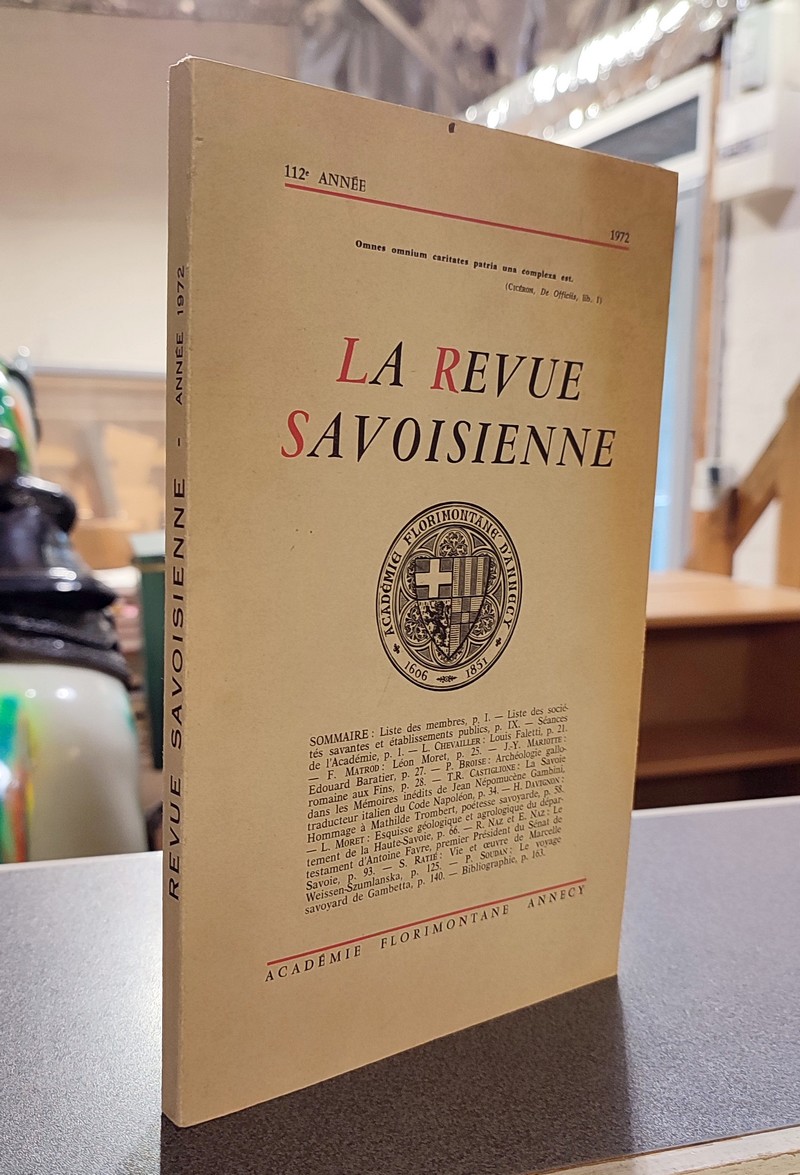 112e ANNÉE
1972
Omnes omnium caritates patria una complexa est.
(CICÉRON, De Officiis, lib. I)
LA REVUE
SAVOISIENNE
ACADÉMIE FLORIMONTANE D'ANNECY
1606 1851
SOMMAIRE : Liste des membres, p. I. — Liste des socié-
tés savantes et établissements publics, p. IX. — Séances
de l'Académie, p. 1. — L. CHEVAILLER : Louis Faletti, p. 21.
— F. MATROD : Léon Moret, p. 25. — J.-Y. MARIOTTE :
Edouard Baratier, p. 27. — P. BROISE : Archéologie gallo-
romaine aux Fins, p. 28. — T.R. CASTIGLIONE : La Savoie
dans les Mémoires inédits de Jean Népomucène Gambini,
traducteur italien du Code Napoléon, p. 34. — H. DAVIGNON :
Hommage à Mathilde Trombert, poétesse savoyarde, p. 58.
— L. MORET : Esquisse géologique et agrologique du dépar-
tement de la Haute-Savoie, p. 66. — R. NAZ et E. NAZ : Le
testament d'Antoine Favre, premier Président du Sénat de
Savoie, p. 93. — S. RATIÉ : Vie et œuvre de Marcelle
Weissen-Szumlanska, p. 125. — P. SOUDAN : Le voyage
savoyard de Gambetta, p. 140. — Bibliographie, p. 163.
ACADÉMIE FLORIMONTANE ANNECY
REVUE SAVOISIENNE - ANNÉE 1972